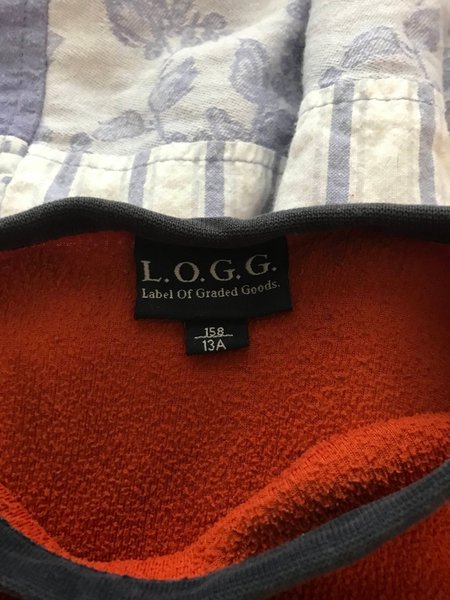 L.O.G.G.
Label Of Graded Goods.
158
13A